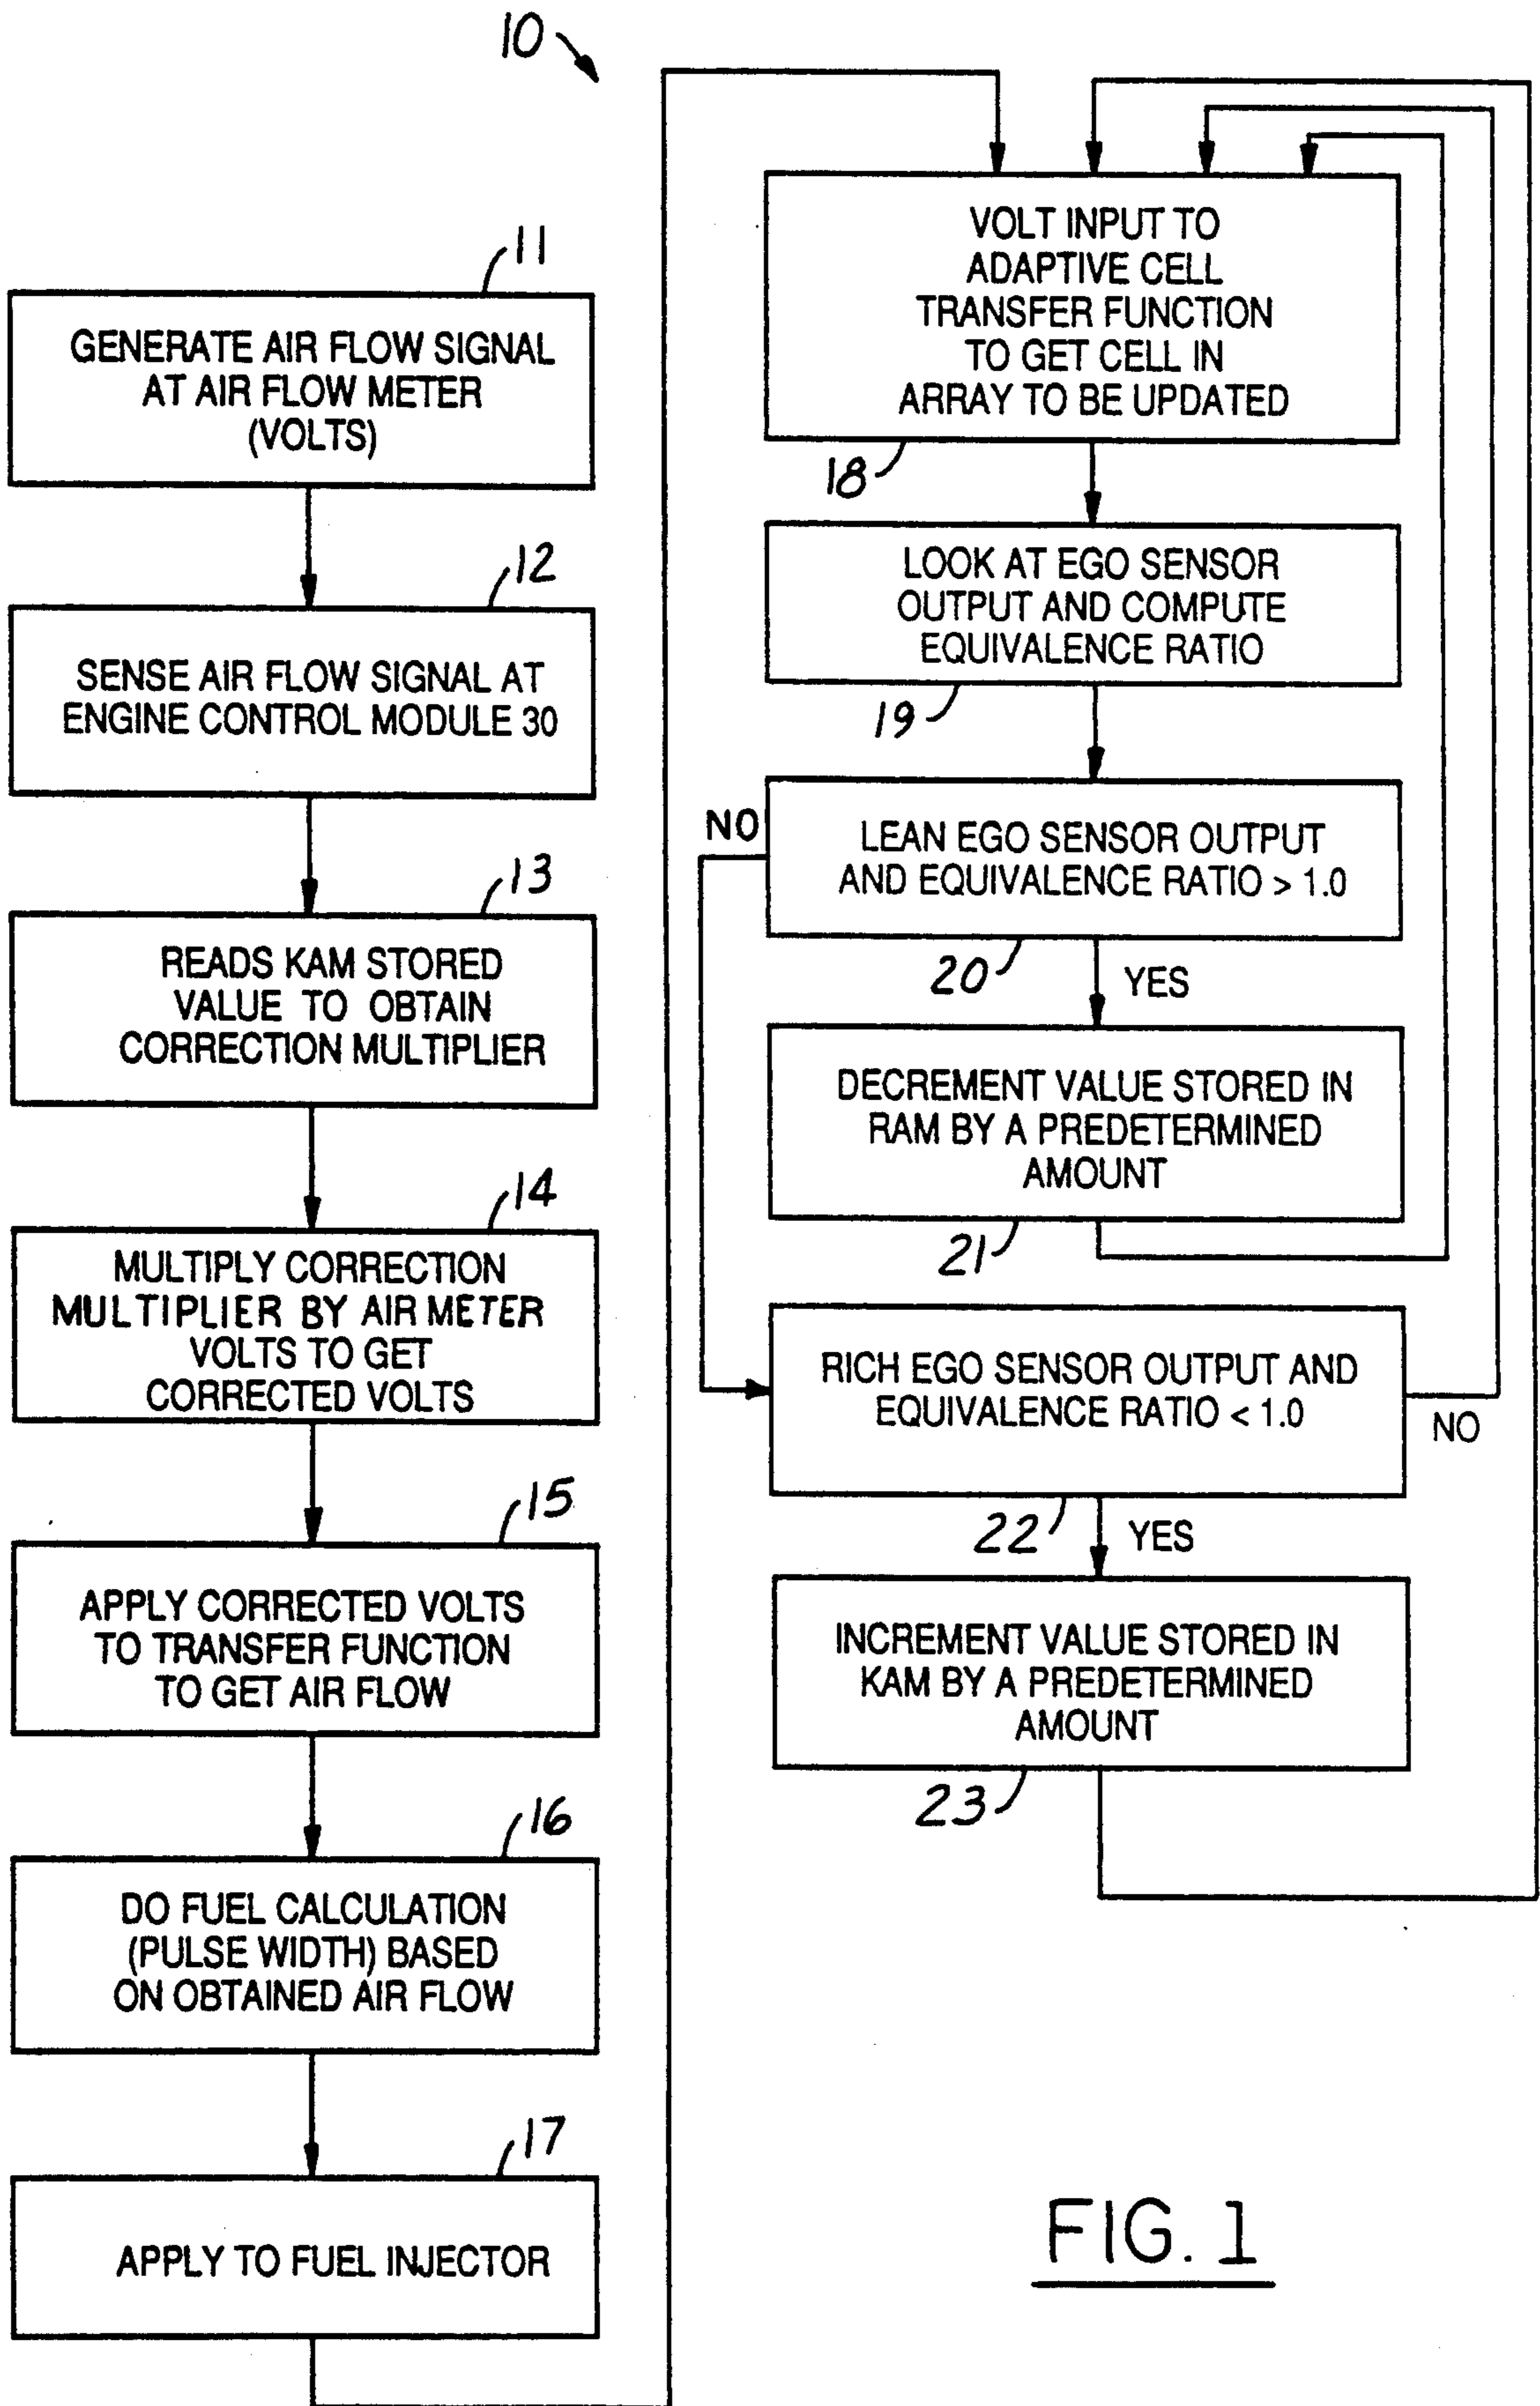 10
11
GENERATE AIR FLOW SIGNAL
AT AIR FLOW METER
(VOLTS)
12
SENSE AIR FLOW SIGNAL AT
ENGINE CONTROL MODULE 30
13
READS KAM STORED
VALUE TO OBTAIN
CORRECTION MULTIPLIER
14
MULTIPLY CORRECTION
MULTIPLIER BY AIR METER
VOLTS TO GET
CORRECTED VOLTS
15
APPLY CORRECTED VOLTS
TO TRANSFER FUNCTION
TO GET AIR FLOW
16
DO FUEL CALCULATION
(PULSE WIDTH) BASED
ON OBTAINED AIR FLOW
17
APPLY TO FUEL INJECTOR
VOLT INPUT TO
ADAPTIVE CELL
TRANSFER FUNCTION
TO GET CELL IN
ARRAY TO BE UPDATED
18
LOOK AT EGO SENSOR
OUTPUT AND COMPUTE
EQUIVALENCE RATIO
19
NO
LEAN EGO SENSOR OUTPUT
AND EQUIVALENCE RATIO > 1.0
20
YES
DECREMENT VALUE STORED IN
RAM BY A PREDETERMINED
AMOUNT
21
RICH EGO SENSOR OUTPUT AND
EQUIVALENCE RATIO < 1.0
NO
22
YES
INCREMENT VALUE STORED IN
KAM BY A PREDETERMINED
AMOUNT
23
FIG. 1